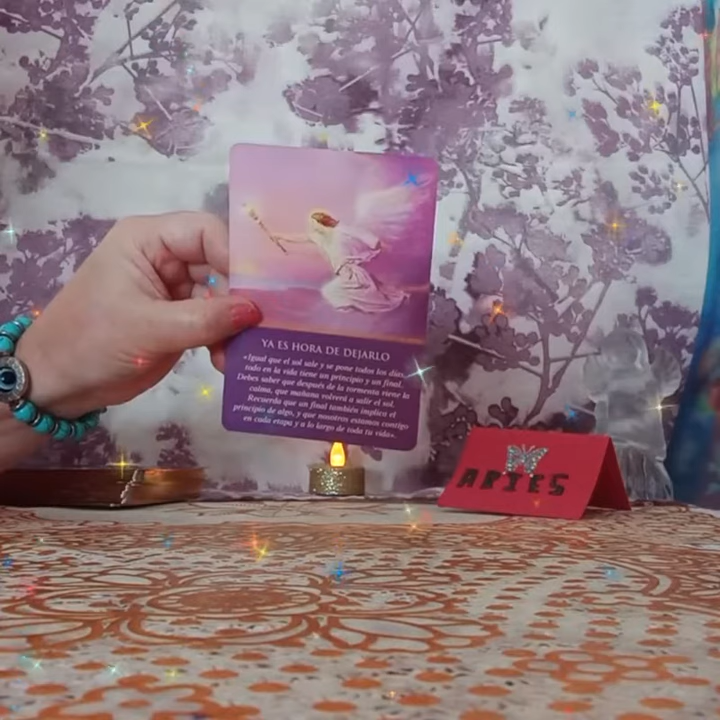 YA ES HORA DE DEJARLO
«Igual que el sol sale y se pone todos los días,
todo en la vida tiene un principio y un final.
Debes saber que después de la tormenta viene la
calma, que mañana volverá a salir el sol.
Recuerda que un final también implica el
principio de algo, y que nosotros estamos contigo
en cada etapa y a lo largo de toda tu vida».
ARIES